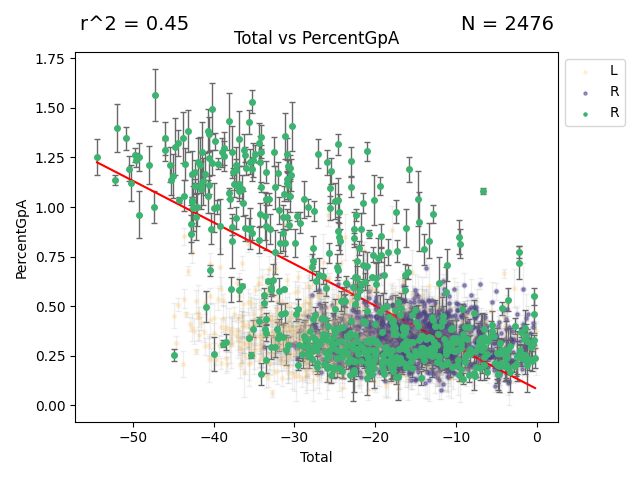 r^2 = 0.45
N = 2476
Total vs PercentGpA
L
R
R
1.75
1.50
1.25
1.00
0.75
0.50
0.25
0.00
PercentGpA
−50
−40
−30
−20
−10
0
Total